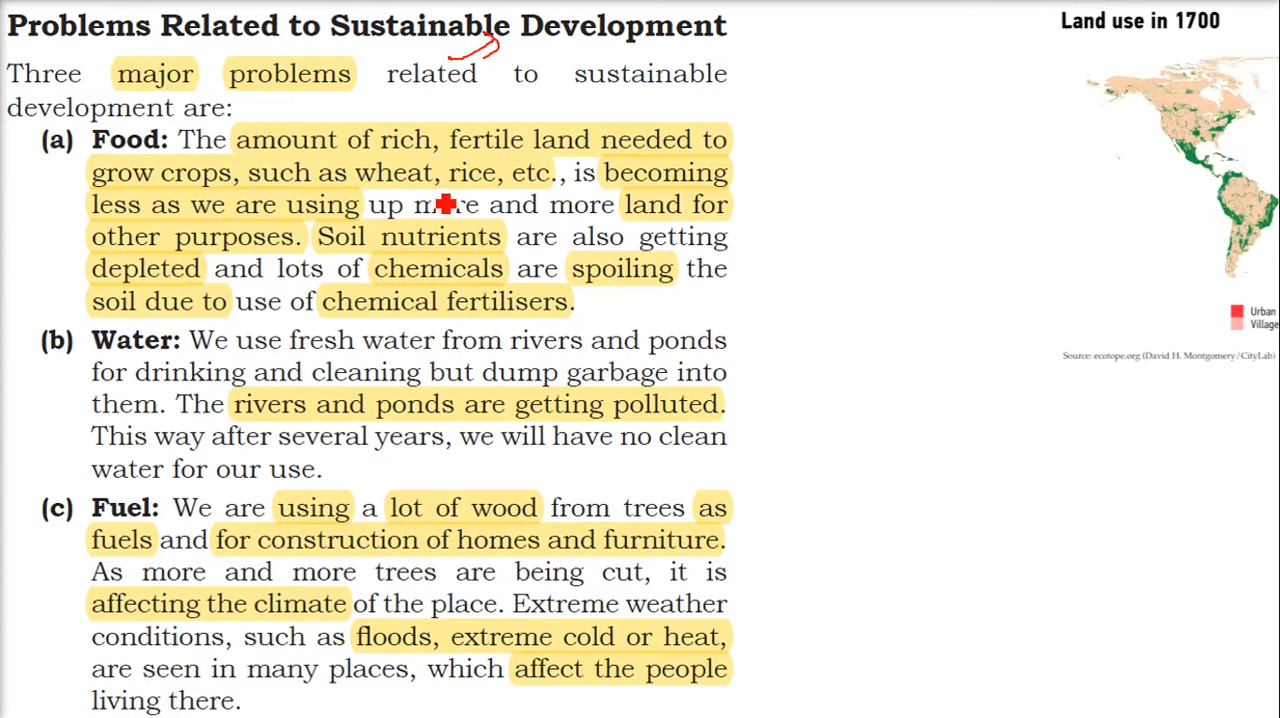 Problems Related to Sustainable Development
Three major problems related to sustainable
development are:
(a) Food: The amount of rich, fertile land needed to
grow crops, such as wheat, rice, etc., is becoming
less as we are using up more and more land for
other purposes. Soil nutrients are also getting
depleted and lots of chemicals are spoiling the
soil due to use of chemical fertilisers.
(b) Water: We use fresh water from rivers and ponds
for drinking and cleaning but dump garbage into
them. The rivers and ponds are getting polluted.
This way after several years, we will have no clean
water for our use.
(c) Fuel: We are using a lot of wood from trees as
fuels and for construction of homes and furniture.
As more and more trees are being cut, it is
affecting the climate of the place. Extreme weather
conditions, such as floods, extreme cold or heat,
are seen in many places, which affect the people
living there.
Land use in 1700
Urban
Village
Source: ecotope.org (David H. Montgomery / CityLab)